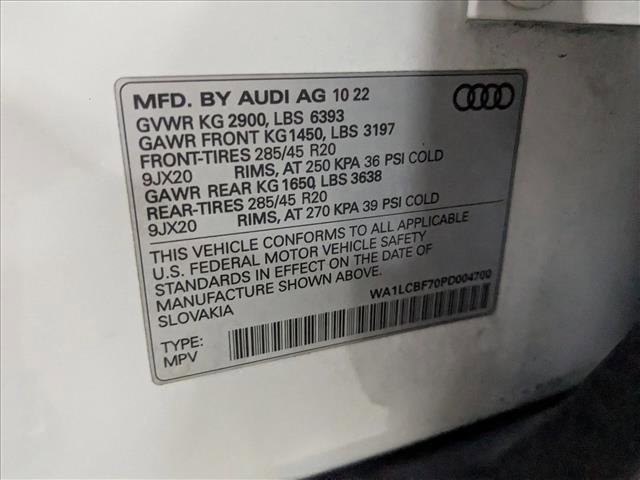 MFD. BY AUDI AG 10 22
GVWR KG 2900, LBS 6393
GAWR FRONT KG1450, LBS 3197
FRONT-TIRES 285/45 R20
9JX20 RIMS, AT 250 KPA 36 PSI COLD
GAWR REAR KG 1650, LBS 3638
REAR-TIRES 285/45 R20
9JX20 RIMS, AT 270 KPA 39 PSI COLD
THIS VEHICLE CONFORMS TO ALL APPLICABLE
U.S. FEDERAL MOTOR VEHICLE SAFETY
STANDARDS IN EFFECT ON THE DATE OF
MANUFACTURE SHOWN ABOVE.
SLOVAKIA
WA1LCBF70PD004700
TYPE:
MPV